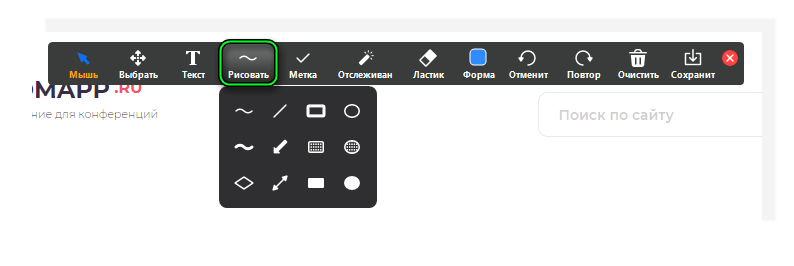 Мышь Выбрать Текст Рисовать Метка Отслеживан Ластик Форма Отменит Повтор Очистить Сохранит
OMAPP.RU
ние для конференций
Поиск по сайту